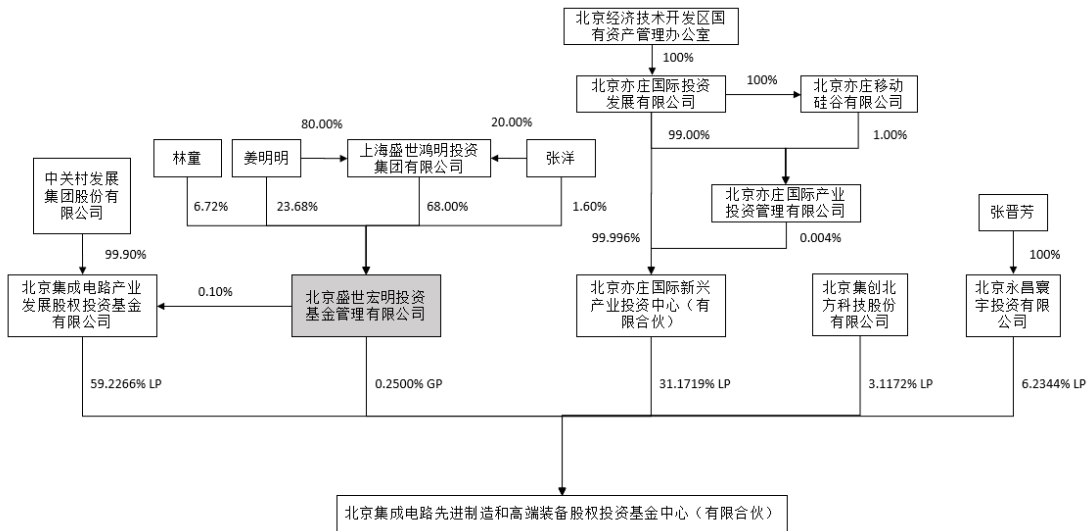 北京经济技术开发区国
有资产管理办公室
100%
北京亦庄国际投资
发展有限公司
100%
北京亦庄移动
硅谷有限公司
80.00%
20.00%
99.00%
1.00%
林童
姜明明
上海盛世鸿明投资
集团有限公司
张洋
中关村发展
集团股份有
限公司
北京亦庄国际产业
投资管理有限公司
张晋芳
6.72%
23.68%
68.00%
1.60%
99.90%
99.996%
0.004%
100%
北京集成电路产业
发展股权投资基金
有限公司
0.10%
北京盛世宏明投资
基金管理有限公司
北京亦庄国际新兴
产业投资中心（有
限合伙）
北京集创北
方科技股份
有限公司
北京永昌寰
宇投资有限
公司
59.2266% LP
0.2500% GP
31.1719% LP
3.1172% LP
6.2344% LP
北京集成电路先进制造和高端装备股权投资基金中心（有限合伙）